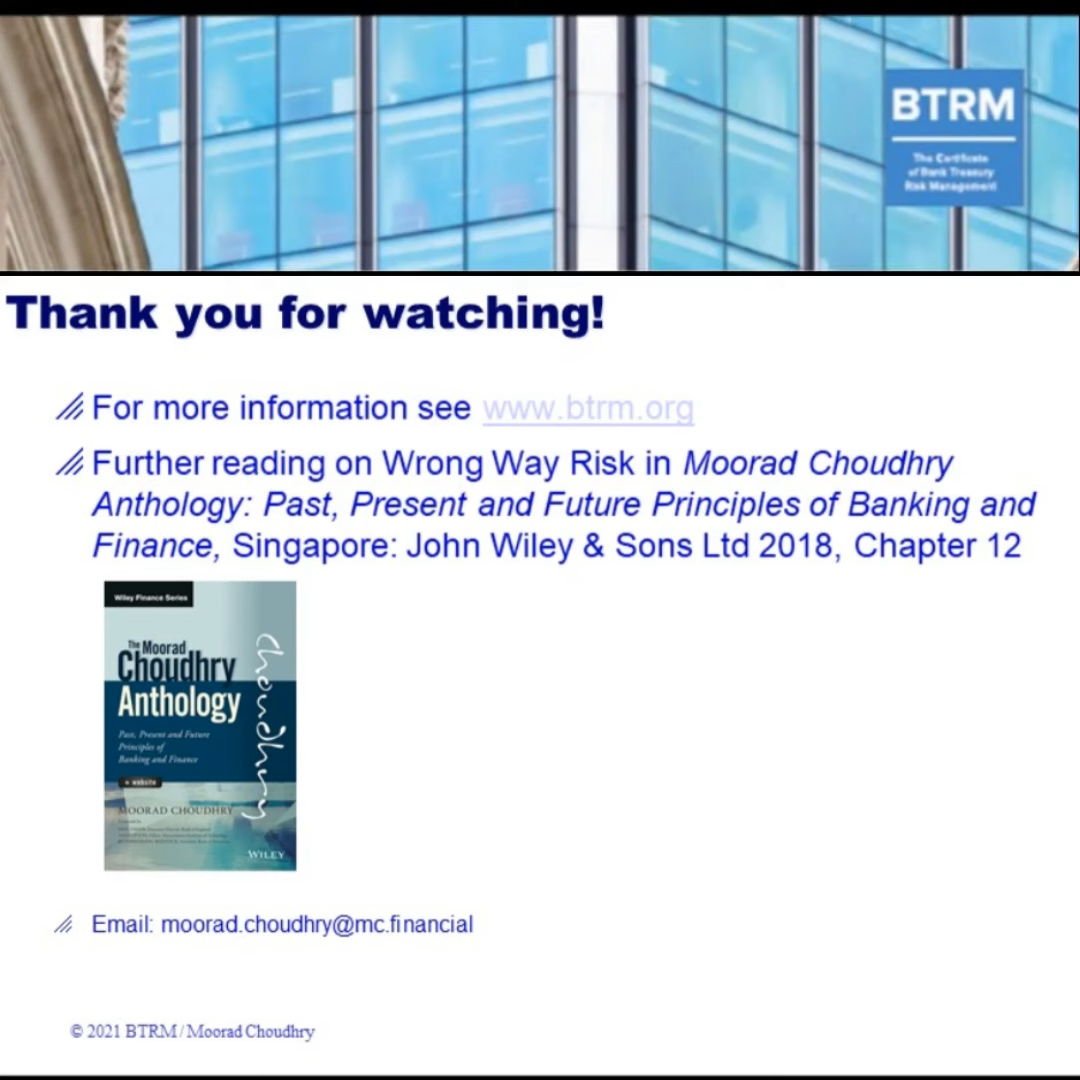 BTRM
The Certificate
of Bank Treasury
Risk Management
Thank you for watching!
For more information see www.btrm.org
Further reading on Wrong Way Risk in Moorad Choudhry
Anthology: Past, Present and Future Principles of Banking and
Finance, Singapore: John Wiley & Sons Ltd 2018, Chapter 12
Wiley Finance Series
The Moorad
Choudhry
Anthology
Past, Present and Future
Principles of
Banking and Finance
+ website
MOORAD CHOUDHRY
Choudhry
WILEY
Email: moorad.choudhry@mc.financial
© 2021 BTRM / Moorad Choudhry